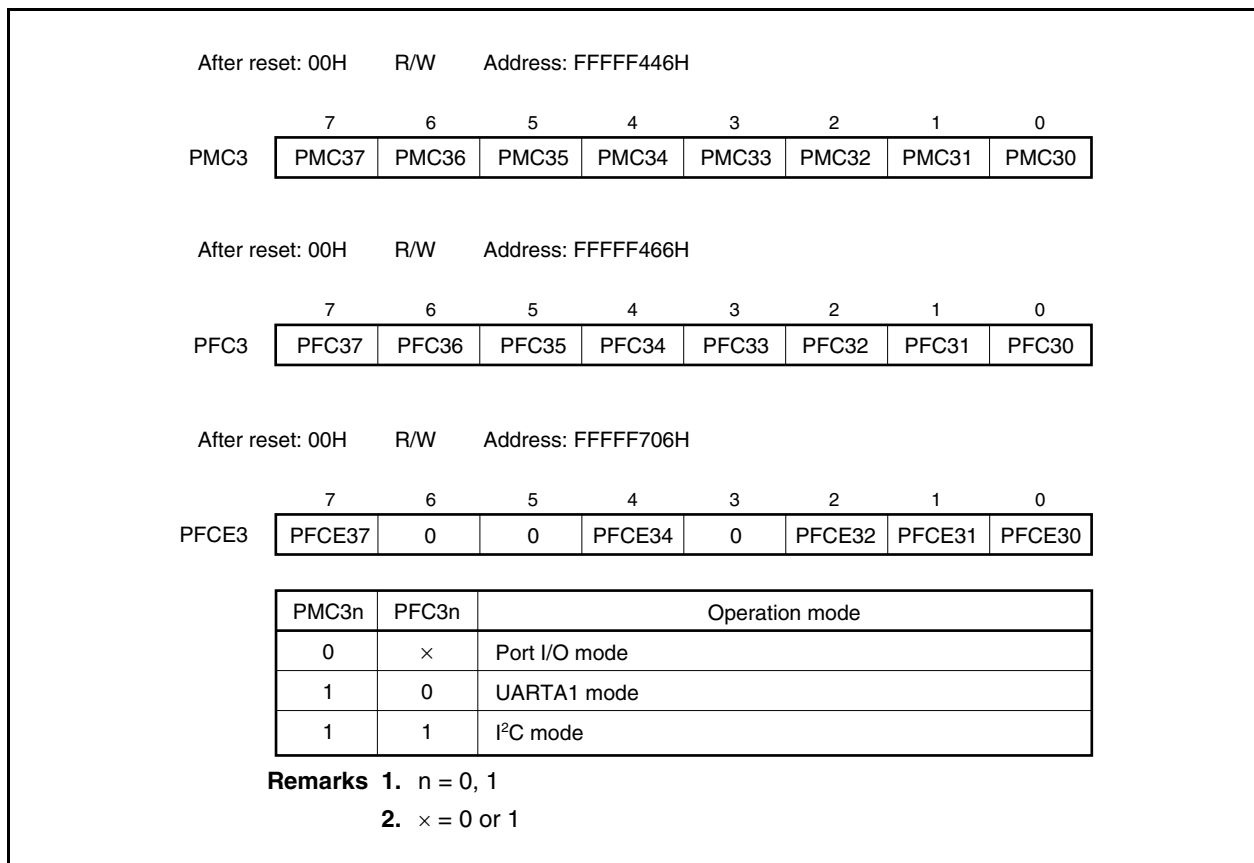 After reset: 00H R/W Address: FFFFF446H
7 6 5 4 3 2 1 0
PMC3 PMC37 PMC36 PMC35 PMC34 PMC33 PMC32 PMC31 PMC30
After reset: 00H R/W Address: FFFFF466H
7 6 5 4 3 2 1 0
PFC3 PFC37 PFC36 PFC35 PFC34 PFC33 PFC32 PFC31 PFC30
After reset: 00H R/W Address: FFFFF706H
7 6 5 4 3 2 1 0
PFCE3 PFCE37 0 0 PFCE34 0 PFCE32 PFCE31 PFCE30
PMC3n PFC3n Operation mode
0 × Port I/O mode
1 0 UARTA1 mode
1 1 I²C mode
Remarks 1. n = 0, 1
2. × = 0 or 1